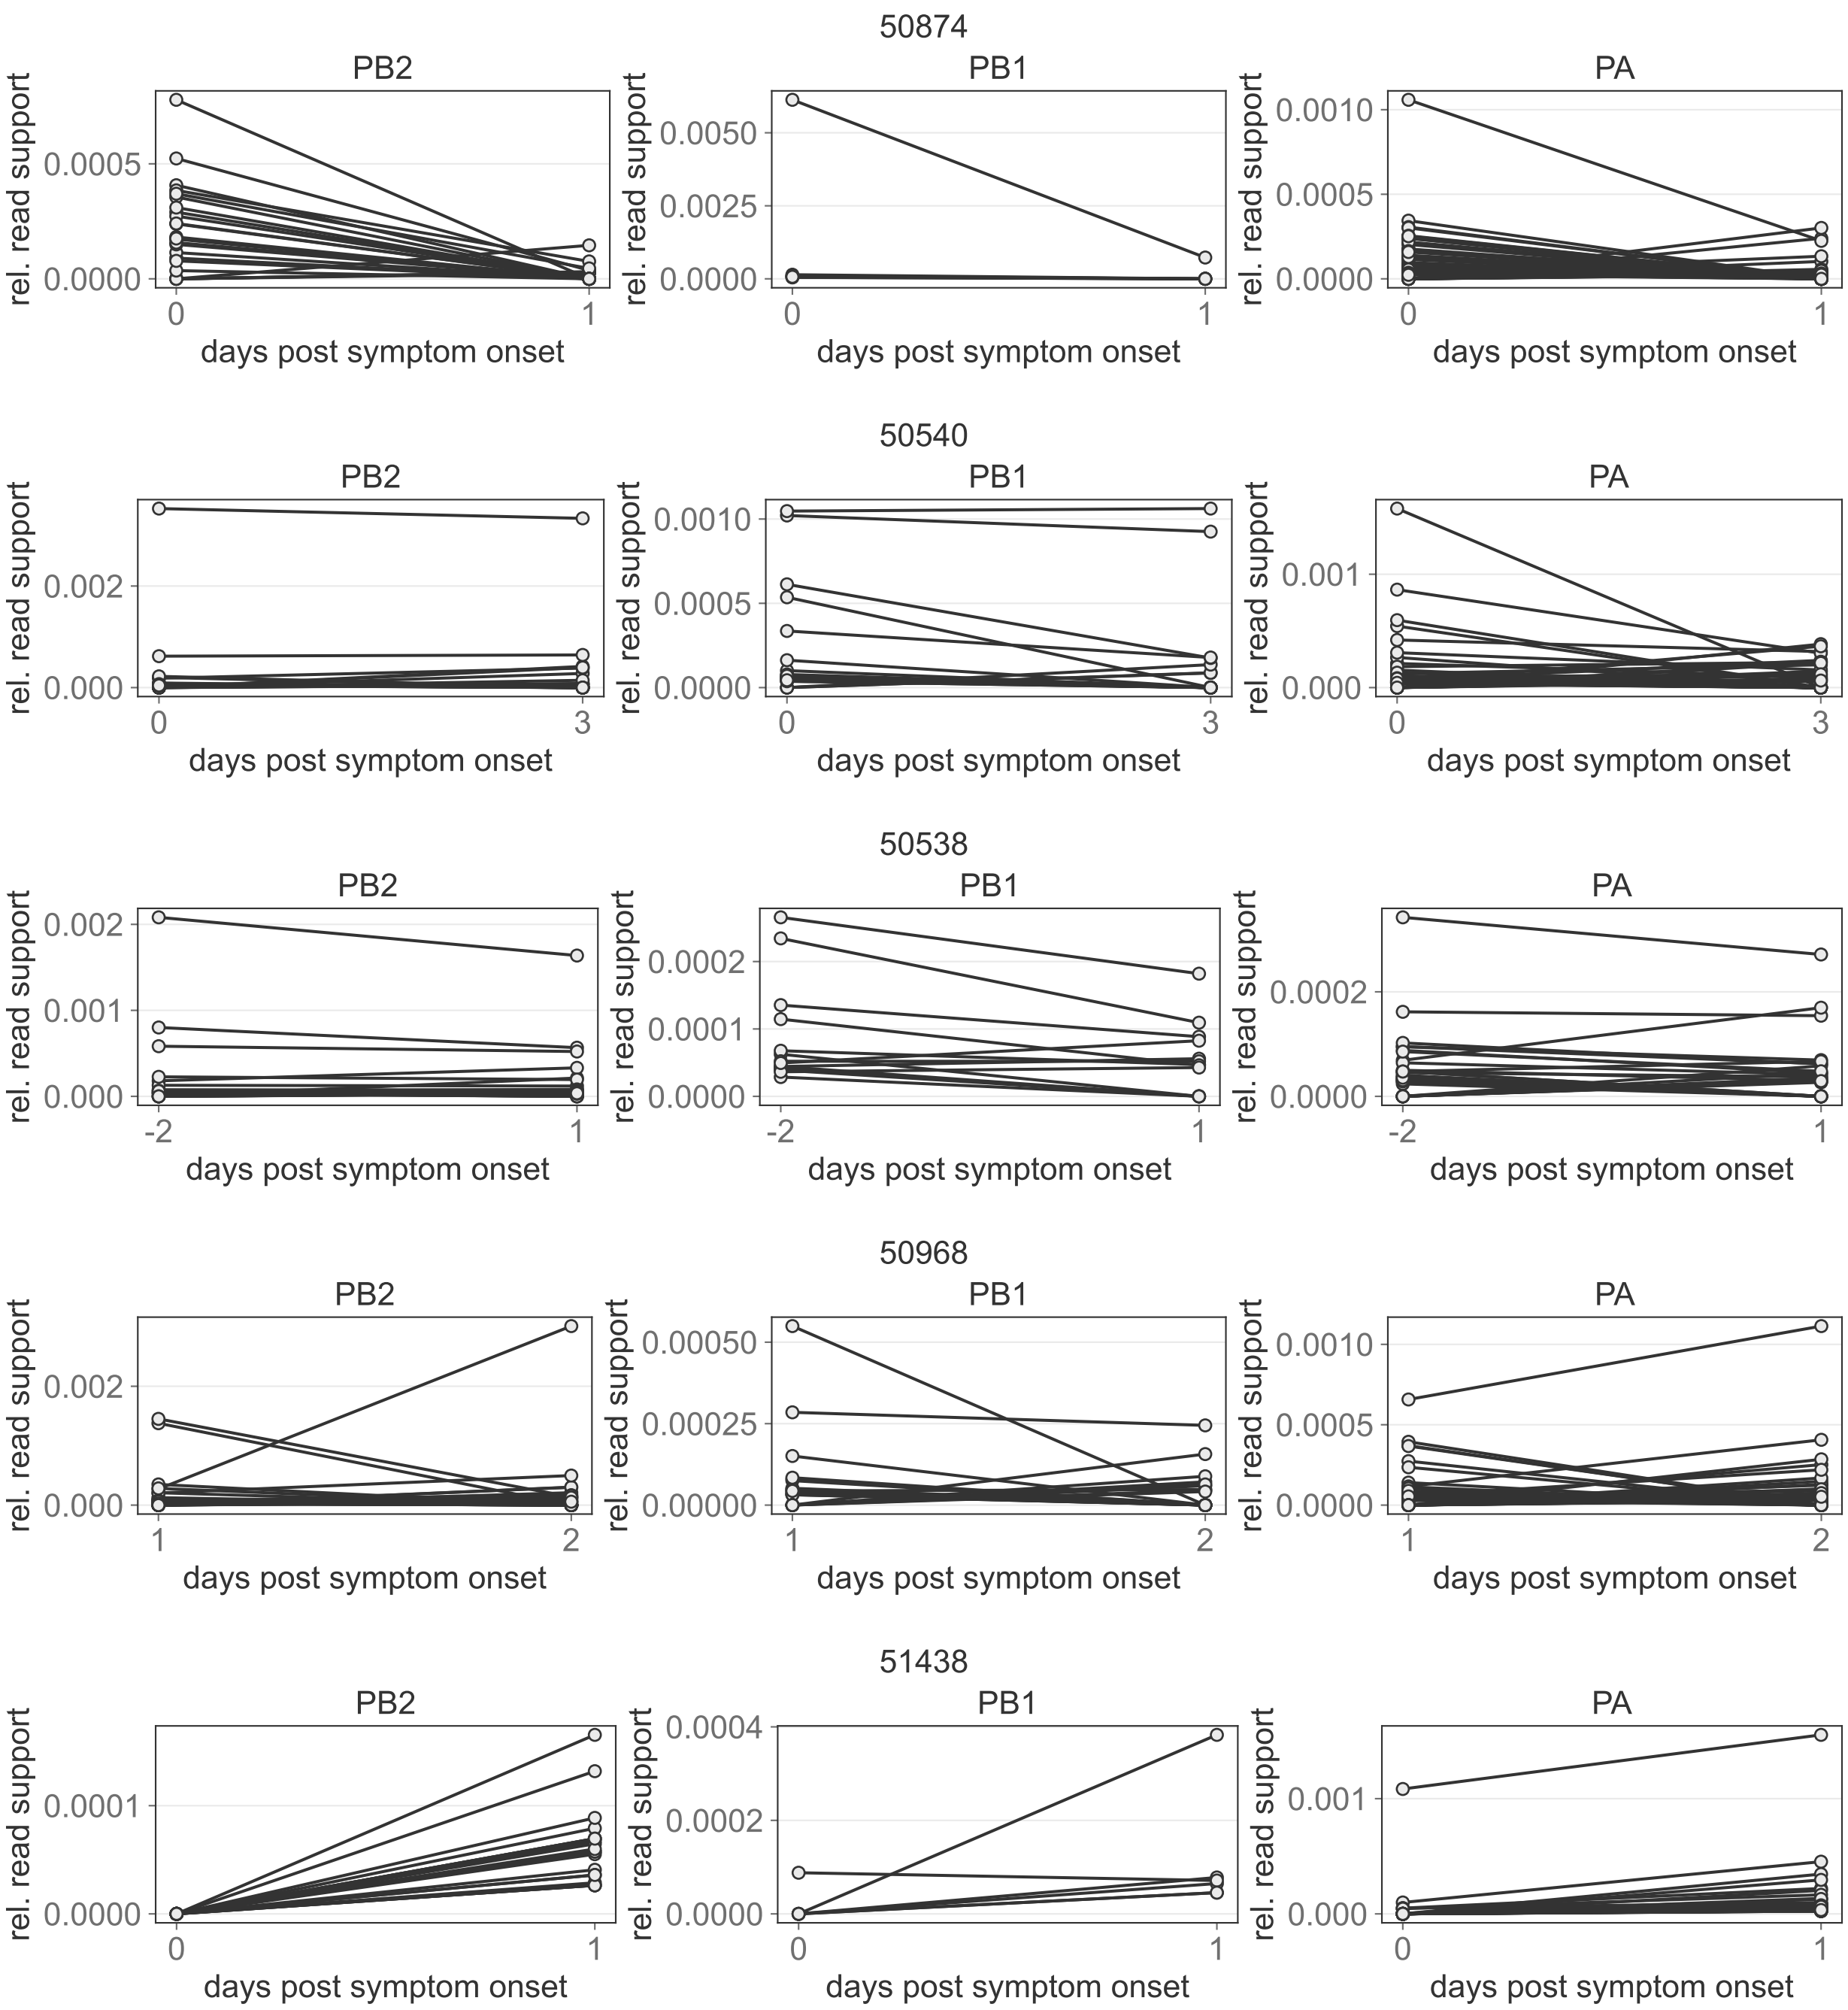 50874
PB2 PB1 PA
rel. read support 0.0005 0.0000 rel. read support 0.0050 0.0025 0.0000 rel. read support 0.0010 0.0005 0.0000
0 1 0 1 0 1
days post symptom onset days post symptom onset days post symptom onset
50540
PB2 PB1 PA
rel. read support 0.002 0.000 rel. read support 0.0010 0.0005 0.0000 rel. read support 0.001 0.000
0 3 0 3 0 3
days post symptom onset days post symptom onset days post symptom onset
50538
PB2 PB1 PA
rel. read support 0.002 0.001 0.000 rel. read support 0.0002 0.0001 0.0000 rel. read support 0.0002 0.0000
-2 1 -2 1 -2 1
days post symptom onset days post symptom onset days post symptom onset
50968
PB2 PB1 PA
rel. read support 0.002 0.000 rel. read support 0.00050 0.00025 0.00000 rel. read support 0.0010 0.0005 0.0000
1 2 1 2 1 2
days post symptom onset days post symptom onset days post symptom onset
51438
PB2 PB1 PA
rel. read support 0.0001 0.0000 rel. read support 0.0004 0.0002 0.0000 rel. read support 0.001 0.000
0 1 0 1 0 1
days post symptom onset days post symptom onset days post symptom onset